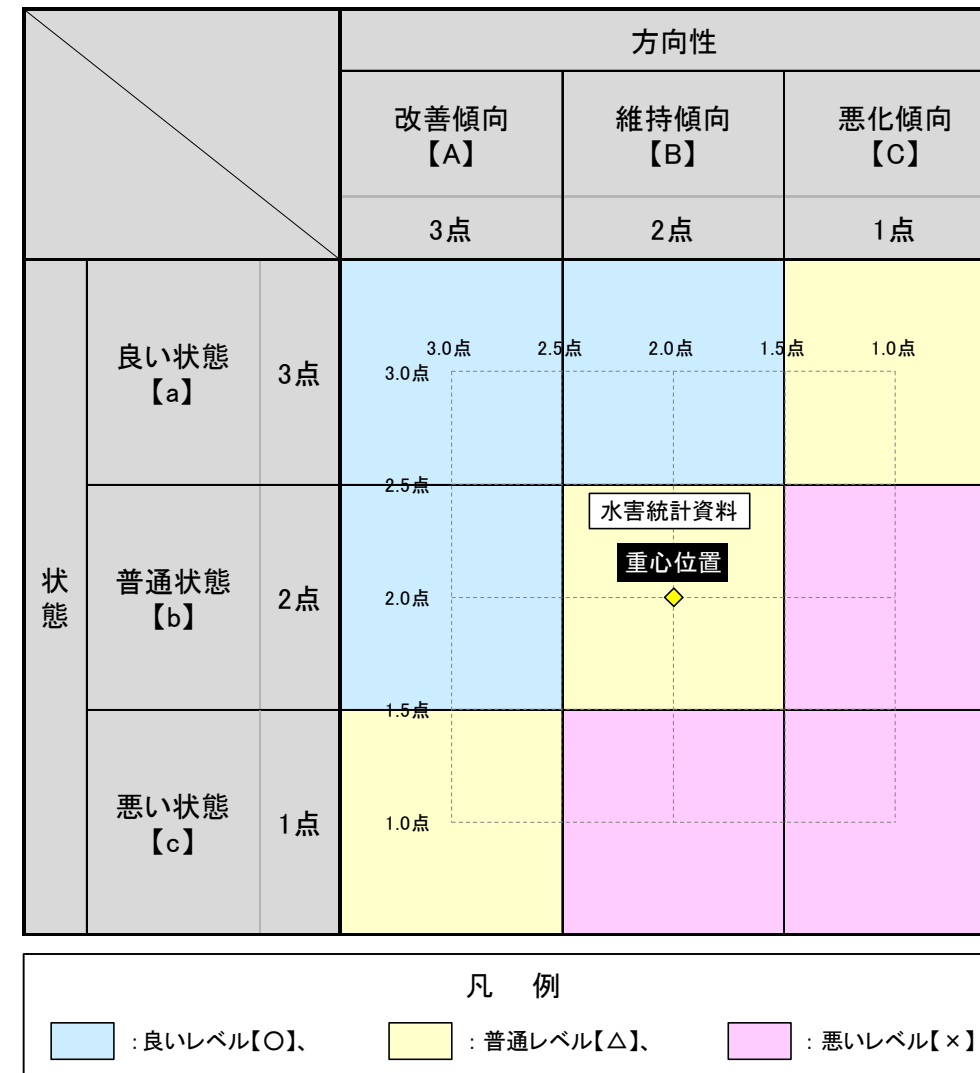 方向性
改善傾向
【A】
維持傾向
【B】
悪化傾向
【C】
3点
2点
1点
状態
良い状態
【a】
3点
普通状態
【b】
2点
悪い状態
【c】
1点
3.0点
2.5点
2.0点
1.5点
1.0点
3.0点
2.5点
水害統計資料
重心位置
2.0点
1.5点
1.0点
凡 例
:良いレベル【○】、
:普通レベル【△】、
:悪いレベル【×】